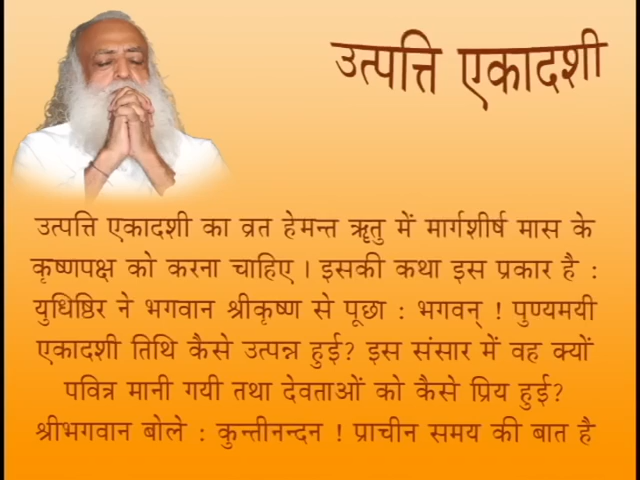 उत्पत्ति एकादशी
उत्पत्ति एकादशी का व्रत हेमन्त ॠतु में मार्गशीर्ष मास के
कृष्णपक्ष को करना चाहिए । इसकी कथा इस प्रकार है :
युधिष्ठिर ने भगवान श्रीकृष्ण से पूछा : भगवन् ! पुण्यमयी
एकादशी तिथि कैसे उत्पन्न हुई? इस संसार में वह क्यों
पवित्र मानी गयी तथा देवताओं को कैसे प्रिय हुई?
श्रीभगवान बोले : कुन्तीनन्दन ! प्राचीन समय की बात है